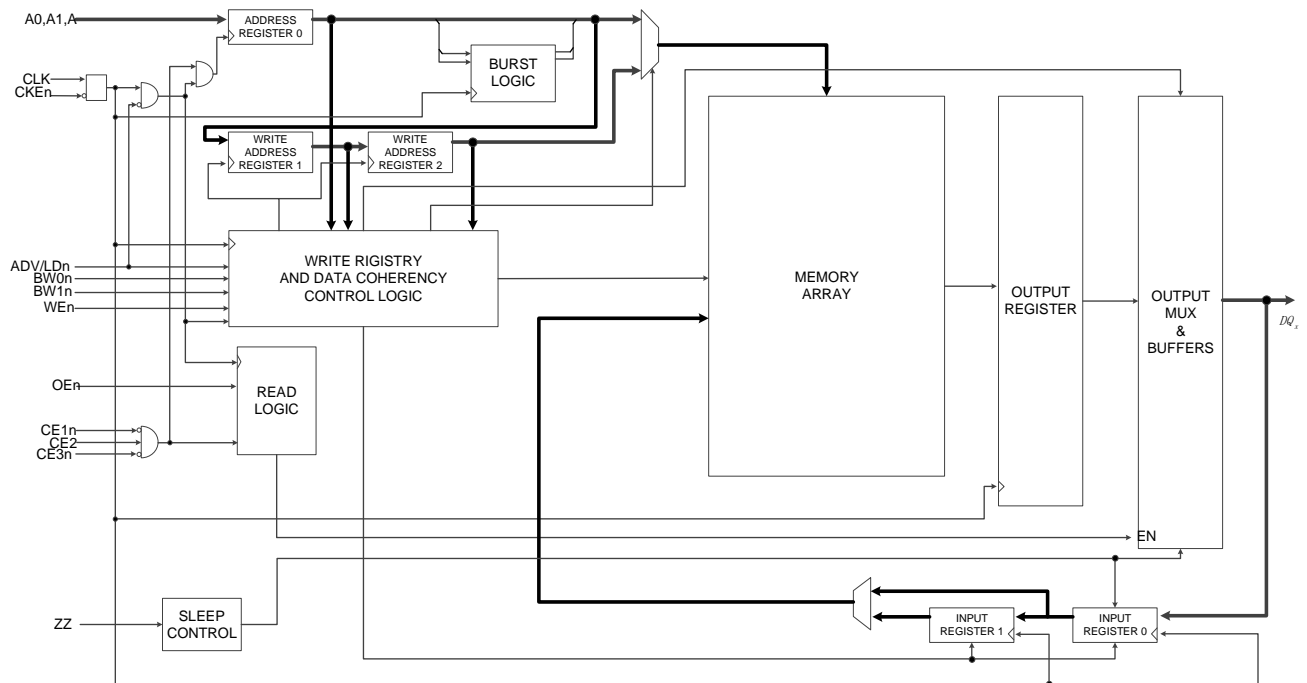 A0,A1,A
ADDRESS
REGISTER 0
CLK
CKEn
BURST
LOGIC
WRITE
ADDRESS
REGISTER 1
WRITE
ADDRESS
REGISTER 2
ADV/LDn
BW0n
BW1n
WEn
WRITE RIGISTRY
AND DATA COHERENCY
CONTROL LOGIC
MEMORY
ARRAY
OUTPUT
REGISTER
OUTPUT
MUX
&
BUFFERS
DQx
OEn
READ
LOGIC
CE1n
CE2
CE3n
EN
ZZ
SLEEP
CONTROL
INPUT
REGISTER 1
INPUT
REGISTER 0